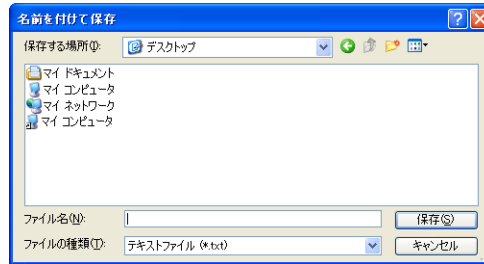 名前を付けて保存
保存する場所(I):
デスクトップ
マイ ドキュメント
マイ コンピュータ
マイ ネットワーク
マイ コンピュータ
ファイル名(N):
保存(S)
ファイルの種類(T):
テキストファイル (*.txt)
キャンセル